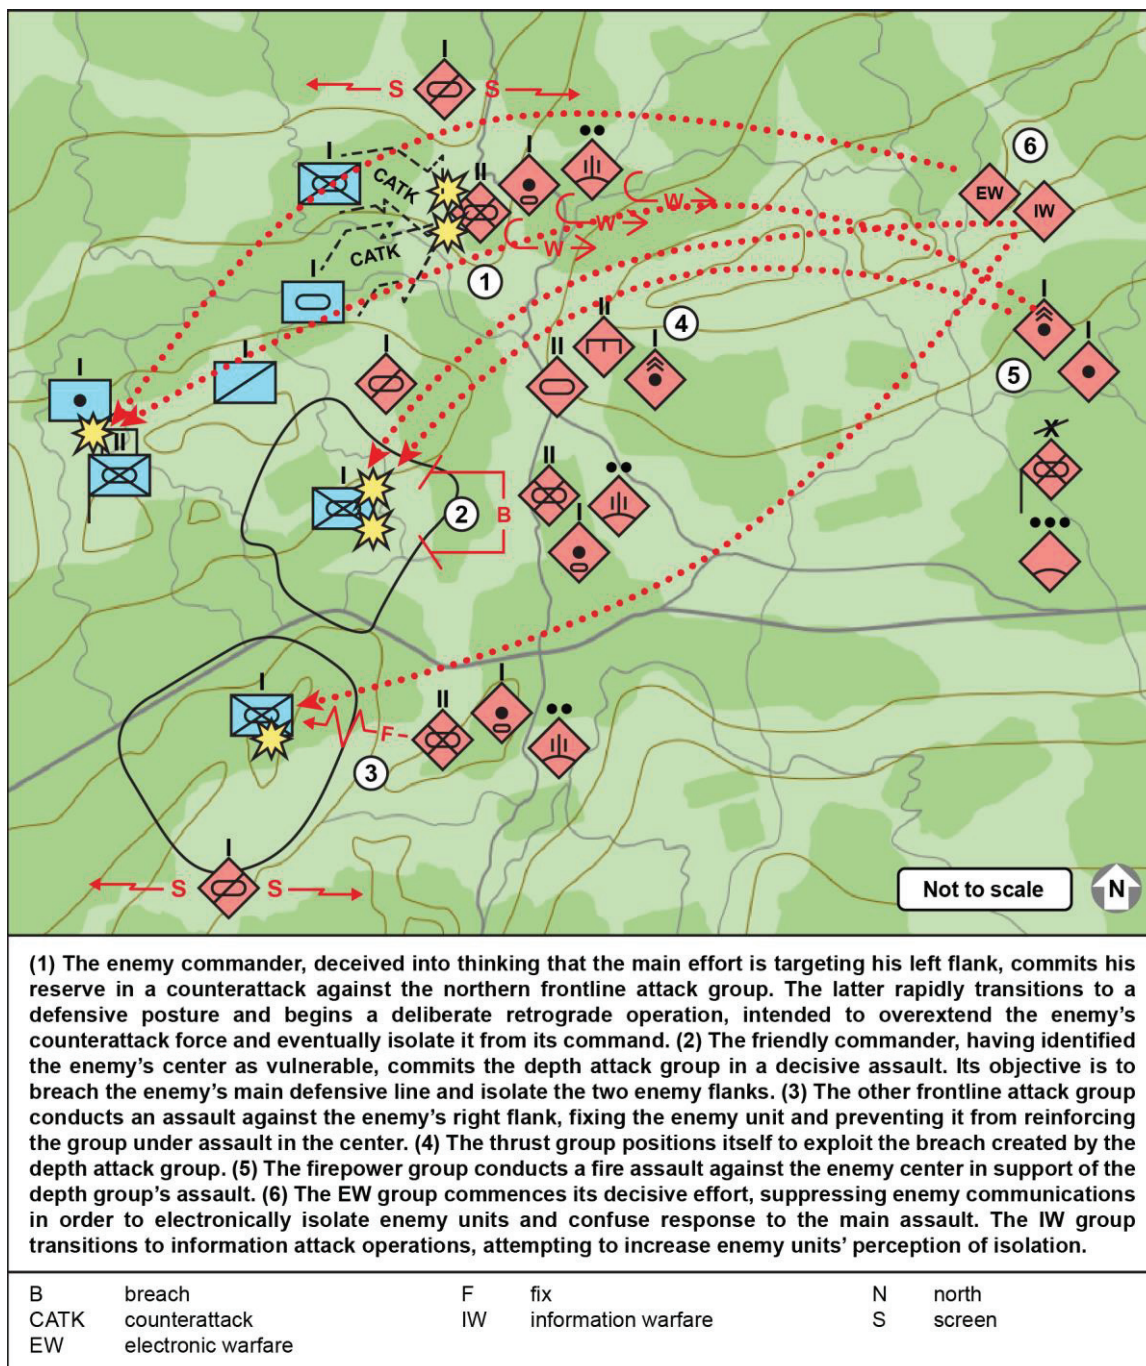 I
S
S
I
CATK
II
I
••
6
EW
IW
W
W
W
I
CATK
1
I
I
II
4
I
I
I
5
I
II
II
I
2
B
II
••
I
X
•••
I
I
••
II
F
3
I
S
S
Not to scale
N
(1) The enemy commander, deceived into thinking that the main effort is targeting his left flank, commits his
reserve in a counterattack against the northern frontline attack group. The latter rapidly transitions to a
defensive posture and begins a deliberate retrograde operation, intended to overextend the enemy's
counterattack force and eventually isolate it from its command. (2) The friendly commander, having identified
the enemy's center as vulnerable, commits the depth attack group in a decisive assault. Its objective is to
breach the enemy's main defensive line and isolate the two enemy flanks. (3) The other frontline attack group
conducts an assault against the enemy's right flank, fixing the enemy unit and preventing it from reinforcing
the group under assault in the center. (4) The thrust group positions itself to exploit the breach created by the
depth attack group. (5) The firepower group conducts a fire assault against the enemy center in support of the
depth group's assault. (6) The EW group commences its decisive effort, suppressing enemy communications
in order to electronically isolate enemy units and confuse response to the main assault. The IW group
transitions to information attack operations, attempting to increase enemy units' perception of isolation.
B breach F fix N north
CATK counterattack IW information warfare S screen
EW electronic warfare